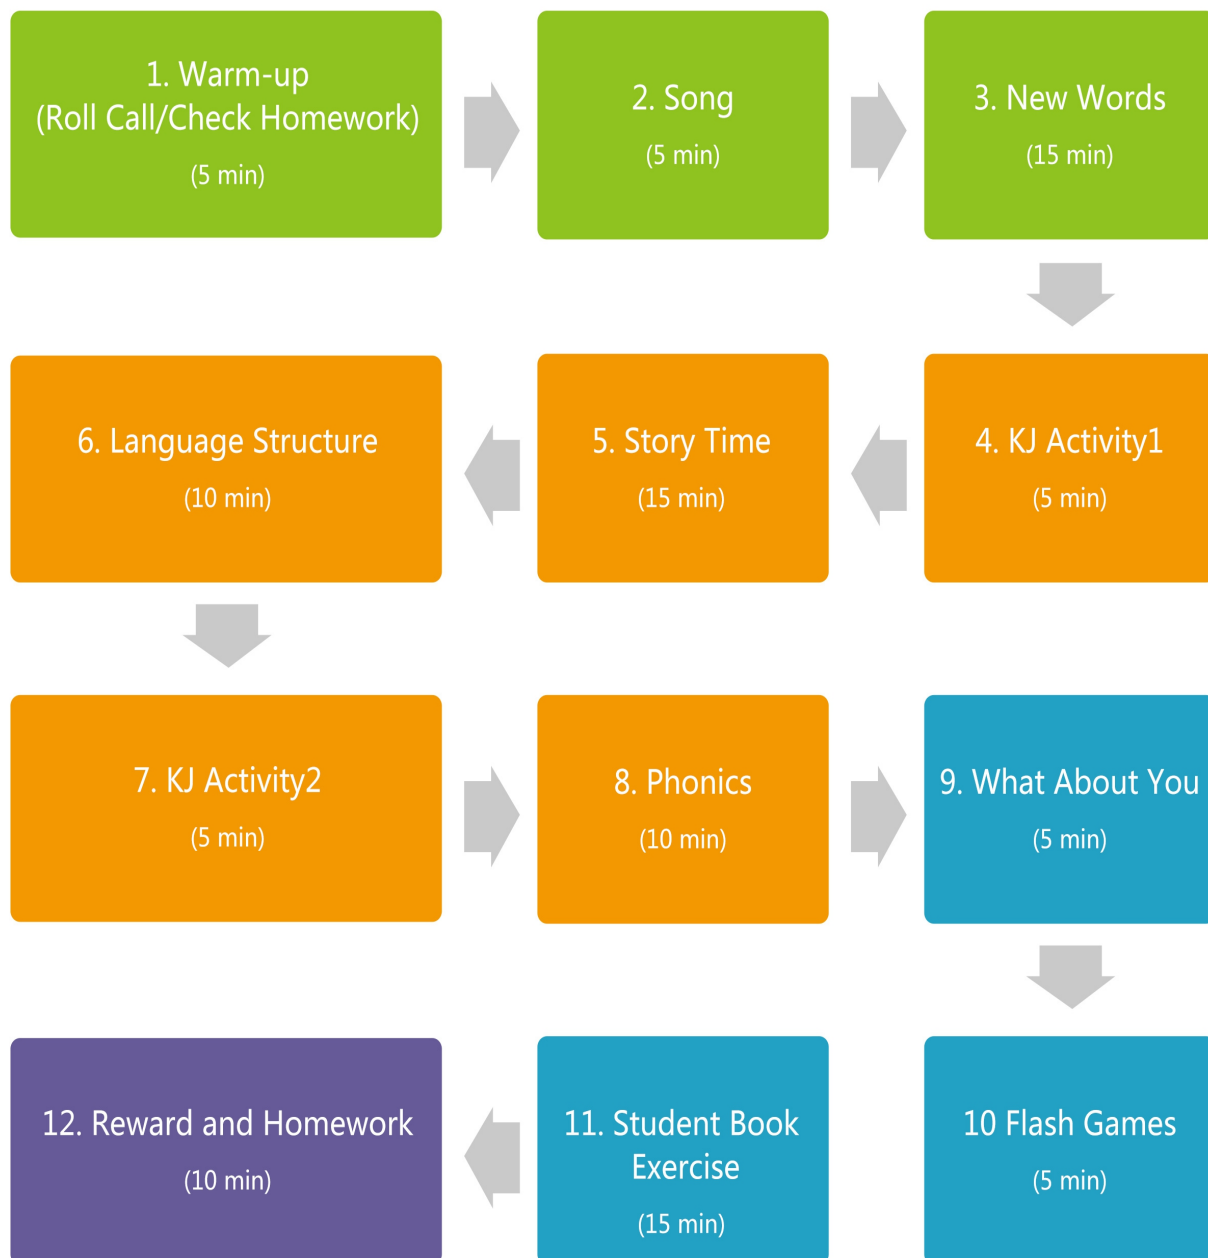 1. Warm-up
(Roll Call/Check Homework)
(5 min)
2. Song
(5 min)
3. New Words
(15 min)
4. KJ Activity1
(5 min)
5. Story Time
(15 min)
6. Language Structure
(10 min)
7. KJ Activity2
(5 min)
8. Phonics
(10 min)
9. What About You
(5 min)
10 Flash Games
(5 min)
11. Student Book
Exercise
(15 min)
12. Reward and Homework
(10 min)